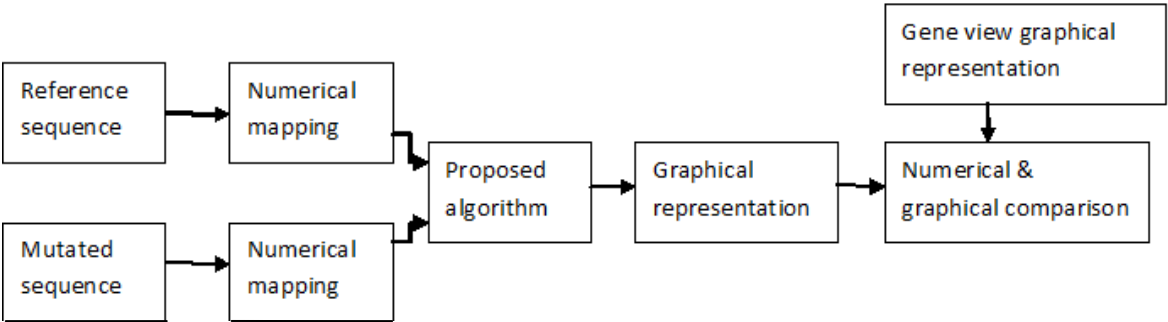 Gene view graphical
representation
Reference
sequence
Numerical
mapping
Proposed
algorithm
Graphical
representation
Numerical &
graphical comparison
Mutated
sequence
Numerical
mapping